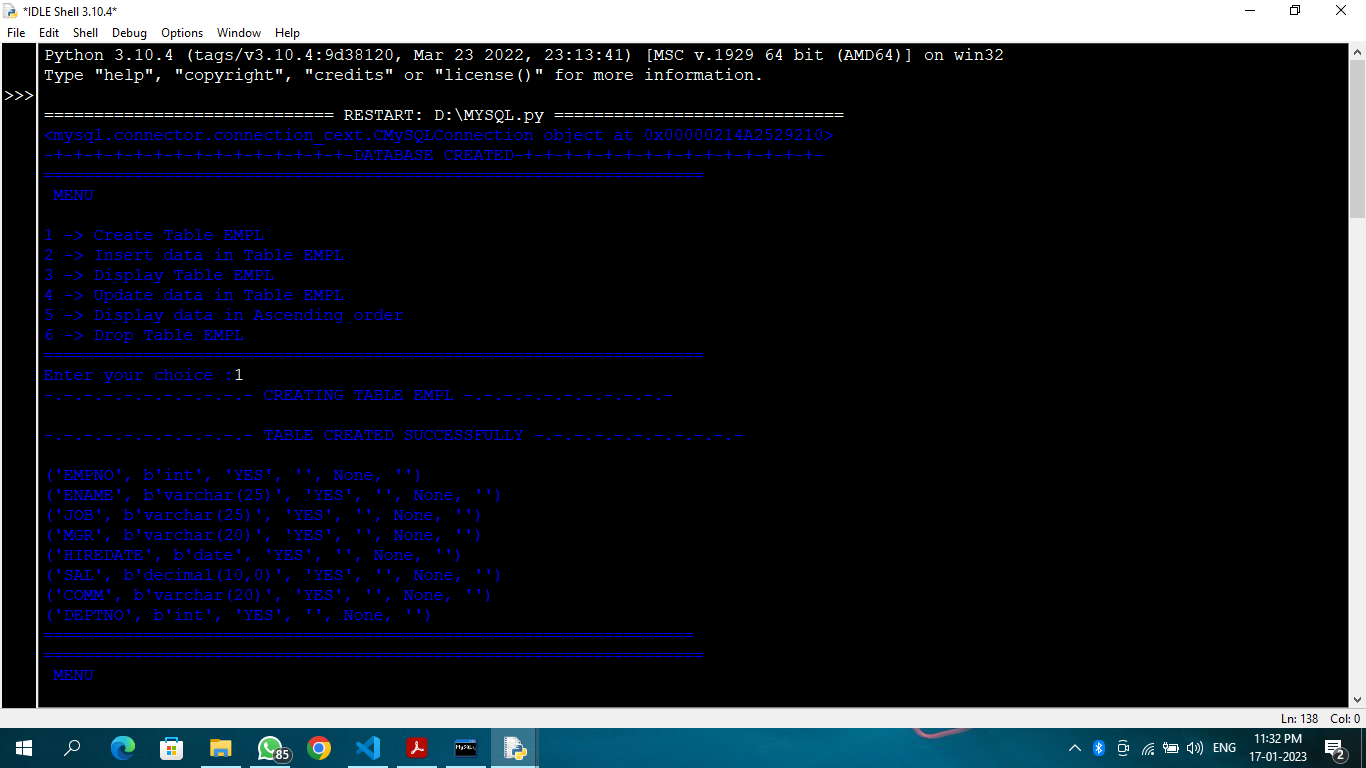 *IDLE Shell 3.10.4*
File Edit Shell Debug Options Window Help
Python 3.10.4 (tags/v3.10.4:9d38120, Mar 23 2022, 23:13:41) [MSC v.1929 64 bit (AMD64)] on win32
Type "help", "copyright", "credits" or "license()" for more information.
>>>
============================= RESTART: D:\MYSQL.py =============================
<mysql.connector.connection_cext.CMySQLConnection object at 0x00000214A2529210>
-+-+-+-+-+-+-+-+-+-+-+-+-+-+-+-DATABASE CREATED-+-+-+-+-+-+-+-+-+-+-+-+-+-+-+-
==================================================================
MENU
1 -> Create Table EMPL
2 -> Insert data in Table EMPL
3 -> Display Table EMPL
4 -> Update data in Table EMPL
5 -> Display data in Ascending order
6 -> Drop Table EMPL
==================================================================
Enter your choice :1
-.-.-.-.-.-.-.-.-.-.- CREATING TABLE EMPL -.-.-.-.-.-.-.-.-.-.-
-.-.-.-.-.-.-.-.-.-.- TABLE CREATED SUCCESSFULLY -.-.-.-.-.-.-.-.-.-.-
('EMPNO', b'int', 'YES', '', None, '')
('ENAME', b'varchar(25)', 'YES', '', None, '')
('JOB', b'varchar(25)', 'YES', '', None, '')
('MGR', b'varchar(20)', 'YES', '', None, '')
('HIREDATE', b'date', 'YES', '', None, '')
('SAL', b'decimal(10,0)', 'YES', '', None, '')
('COMM', b'varchar(20)', 'YES', '', None, '')
('DEPTNO', b'int', 'YES', '', None, '')
=================================================================
==================================================================
MENU
Ln: 138 Col: 0
85
MySQL
ENG
11:32 PM
17-01-2023
2